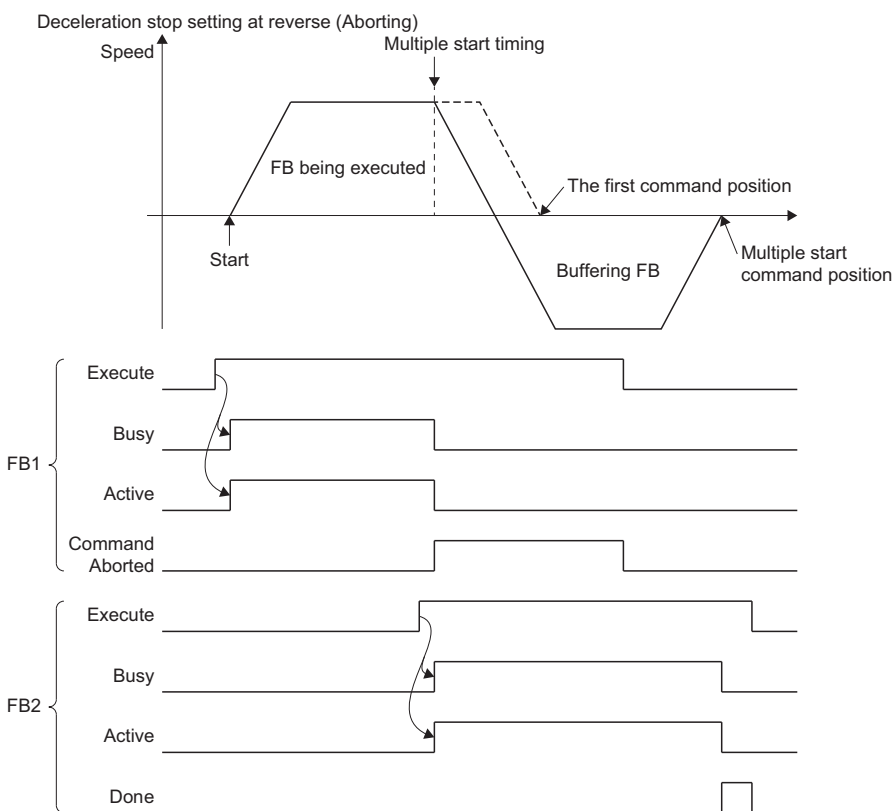 Deceleration stop setting at reverse (Aborting)
Speed
Multiple start timing
FB being executed
The first command position
Start
Buffering FB
Multiple start
command position
FB1
Execute
Busy
Active
Command
Aborted
FB2
Execute
Busy
Active
Done